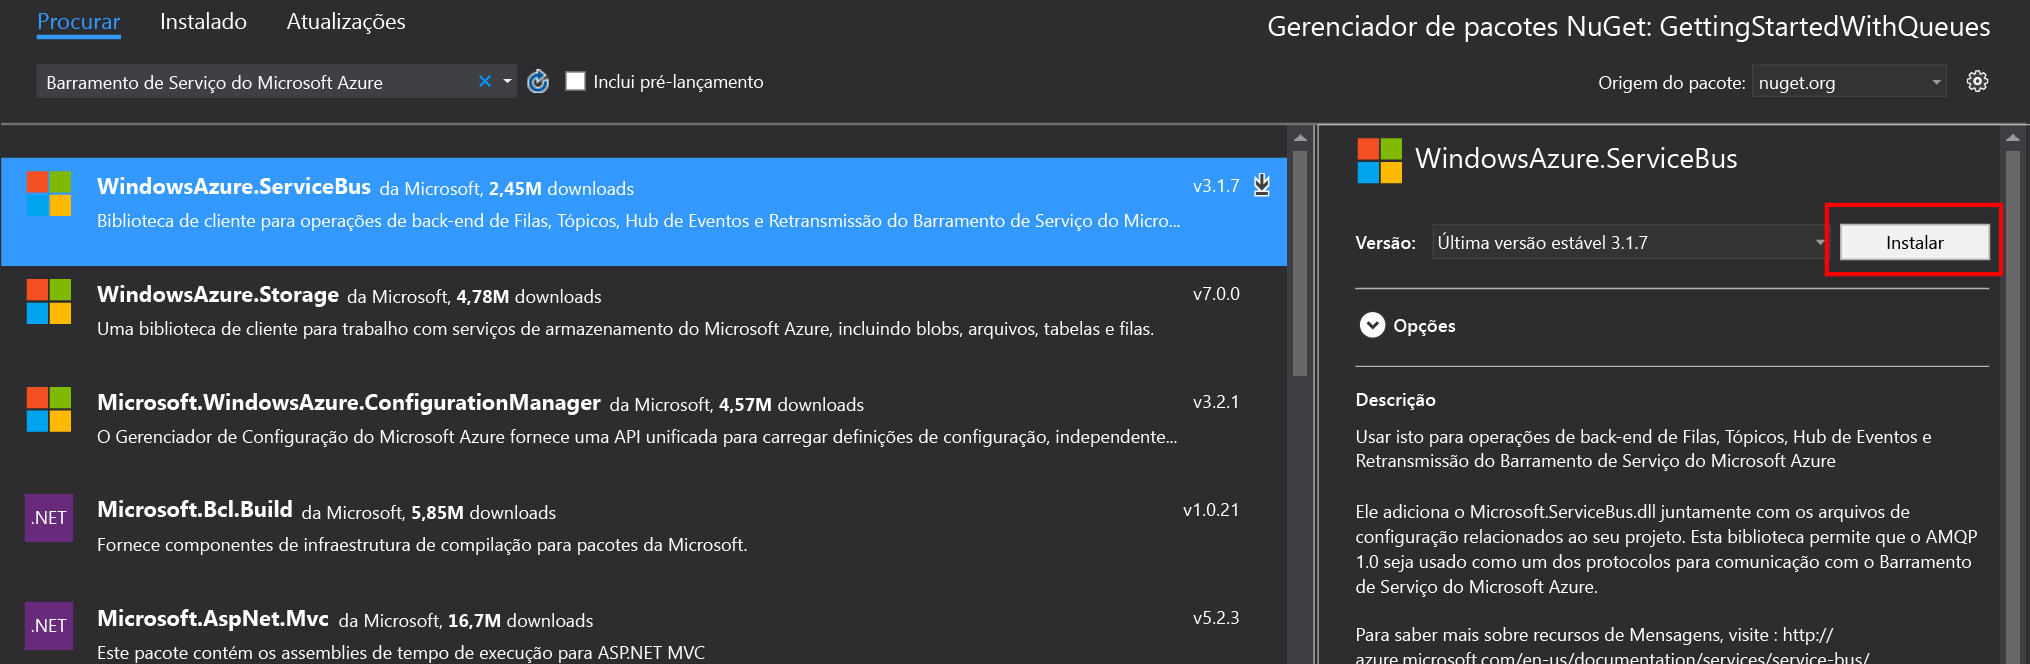 Procurar Instalado Atualizações
Gerenciador de pacotes NuGet: GettingStartedWithQueues
Barramento de Serviço do Microsoft Azure
Inclui pré-lançamento
Origem do pacote: nuget.org
WindowsAzure.ServiceBus da Microsoft, 2,45M downloads v3.1.7
Biblioteca de cliente para operações de back-end de Filas, Tópicos, Hub de Eventos e Retransmissão do Barramento de Serviço do Micro...
WindowsAzure.Storage da Microsoft, 4,78M downloads v7.0.0
Uma biblioteca de cliente para trabalho com serviços de armazenamento do Microsoft Azure, incluindo blobs, arquivos, tabelas e filas.
Microsoft.WindowsAzure.ConfigurationManager da Microsoft, 4,57M downloads v3.2.1
O Gerenciador de Configuração do Microsoft Azure fornece uma API unificada para carregar definições de configuração, independente...
.NET
Microsoft.Bcl.Build da Microsoft, 5,85M downloads v1.0.21
Fornece componentes de infraestrutura de compilação para pacotes da Microsoft.
.NET
Microsoft.AspNet.Mvc da Microsoft, 16,7M downloads v5.2.3
Este pacote contém os assemblies de tempo de execução para ASP.NET MVC
WindowsAzure.ServiceBus
Versão: Última versão estável 3.1.7 Instalar
Opções
Descrição
Usar isto para operações de back-end de Filas, Tópicos, Hub de Eventos e
Retransmissão do Barramento de Serviço do Microsoft Azure
Ele adiciona o Microsoft.ServiceBus.dll juntamente com os arquivos de
configuração relacionados ao seu projeto. Esta biblioteca permite que o AMQP
1.0 seja usado como um dos protocolos para comunicação com o Barramento
de Serviço do Microsoft Azure.
Para saber mais sobre recursos de Mensagens, visite : http://
azure.microsoft.com/en-us/documentation/services/service-bus/